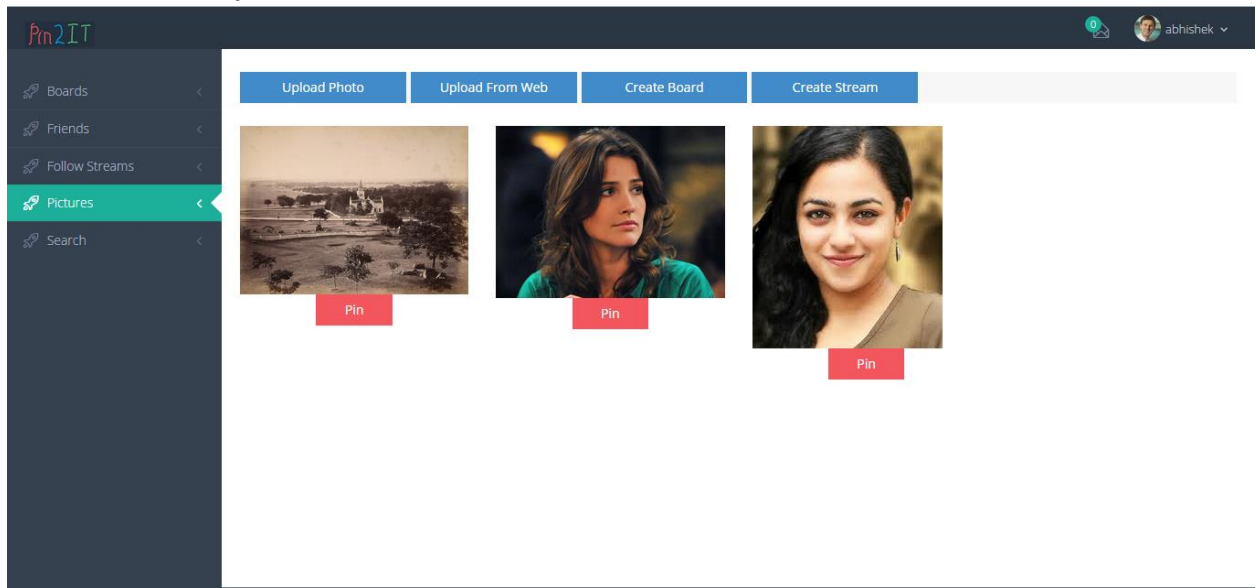 Pin2IT
0
abhishek
Boards
Friends
Follow Streams
Pictures
Search
Upload Photo
Upload From Web
Create Board
Create Stream
Pin
Pin
Pin